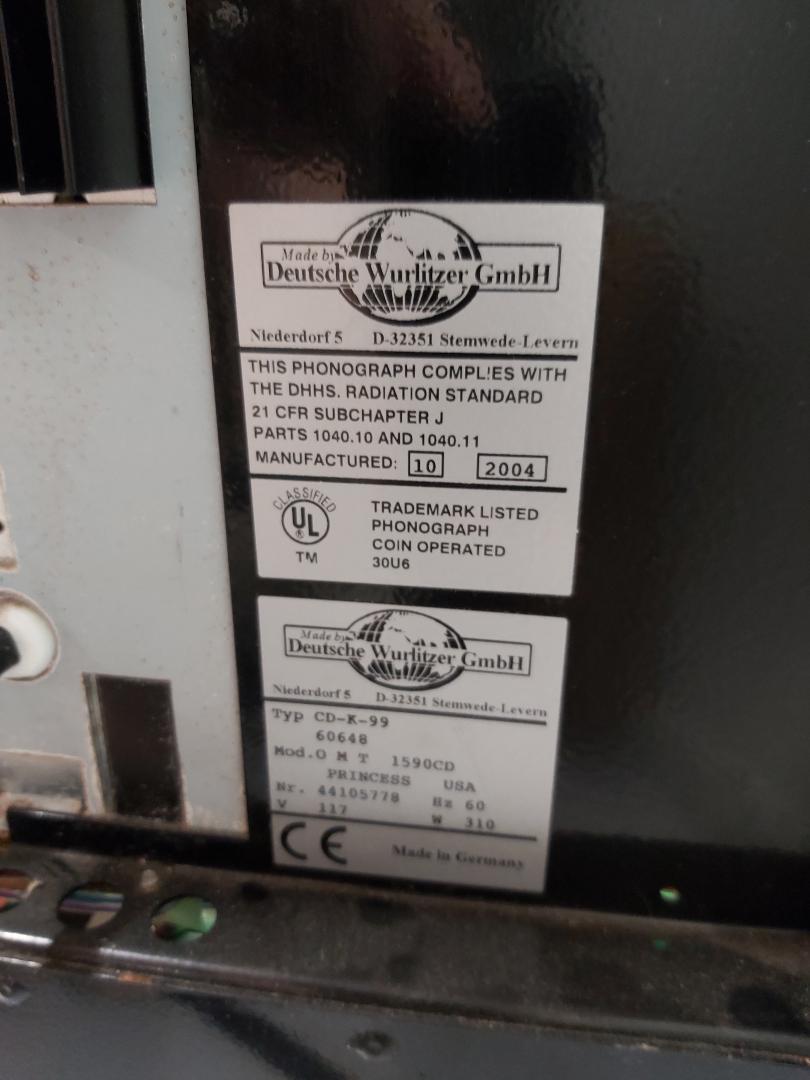 Made by
Deutsche Wurlitzer GmbH
Niederdorf 5 D-32351 Stemwede-Levern
THIS PHONOGRAPH COMPLIES WITH
THE DHHS. RADIATION STANDARD
21 CFR SUBCHAPTER J
PARTS 1040.10 AND 1040.11
MANUFACTURED: 10 2004
CLASSIFIED
UL
®
TM
TRADEMARK LISTED
PHONOGRAPH
COIN OPERATED
30U6
Made by
Deutsche Wurlitzer GmbH
Niederdorf 5 D-32351 Stemwede-Levern
Typ CD-K-99
60648
Mod.O M T 1590CD
PRINCESS USA
Nr. 44105778 Hz 60
V 117 W 310
CE Made in Germany